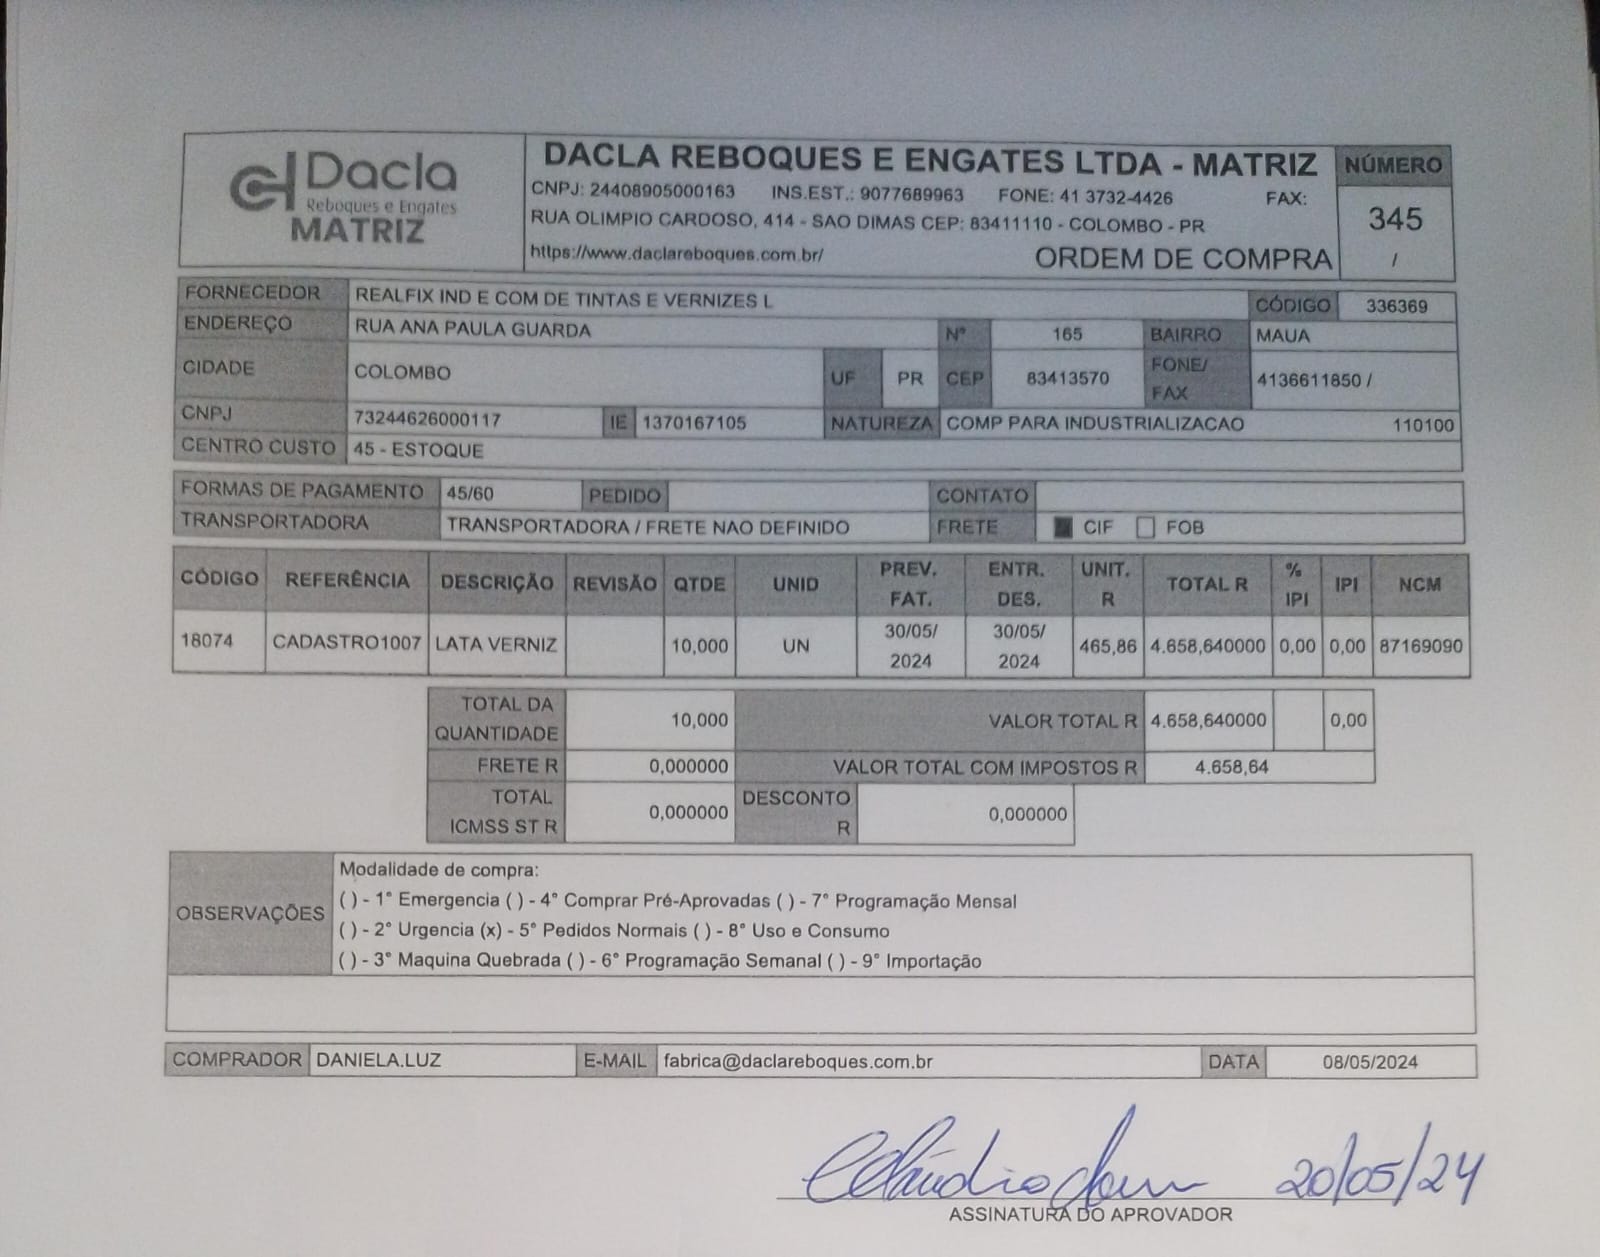 Dacla
Reboques e Engates
MATRIZ
DACLA REBOQUES E ENGATES LTDA - MATRIZ
CNPJ: 24408905000163 INS.EST.: 9077689963 FONE: 41 3732-4426 FAX:
RUA OLIMPIO CARDOSO, 414 - SAO DIMAS CEP: 83411110 - COLOMBO - PR
https://www.daclareboques.com.br/ ORDEM DE COMPRA
NÚMERO
345
/
FORNECEDOR REALFIX IND E COM DE TINTAS E VERNIZES L CÓDIGO 336369
ENDEREÇO RUA ANA PAULA GUARDA Nº 165 BAIRRO MAUA
CIDADE COLOMBO UF PR CEP 83413570 FONE/ FAX 4136611850 /
CNPJ 73244626000117 IE 1370167105 NATUREZA COMP PARA INDUSTRIALIZACAO 110100
CENTRO CUSTO 45 - ESTOQUE
FORMAS DE PAGAMENTO 45/60 PEDIDO CONTATO
TRANSPORTADORA TRANSPORTADORA / FRETE NAO DEFINIDO FRETE CIF FOB
CÓDIGO REFERÊNCIA DESCRIÇÃO REVISÃO QTDE UNID PREV. FAT. ENTR. DES. UNIT. R TOTAL R % IPI IPI NCM
18074 CADASTRO1007 LATA VERNIZ 10,000 UN 30/05/2024 30/05/2024 465,86 4.658,640000 0,00 0,00 87169090
TOTAL DA QUANTIDADE 10,000 VALOR TOTAL R 4.658,640000 0,00
FRETE R 0,000000 VALOR TOTAL COM IMPOSTOS R 4.658,64
TOTAL ICMSS ST R 0,000000 DESCONTO R 0,000000
OBSERVAÇÕES
Modalidade de compra:
( ) - 1° Emergencia ( ) - 4° Comprar Pré-Aprovadas ( ) - 7° Programação Mensal
( ) - 2° Urgencia (x) - 5° Pedidos Normais ( ) - 8° Uso e Consumo
( ) - 3° Maquina Quebrada ( ) - 6° Programação Semanal ( ) - 9° Importação
COMPRADOR DANIELA.LUZ E-MAIL fabrica@daclareboques.com.br DATA 08/05/2024
20/05/24
ASSINATURA DO APROVADOR